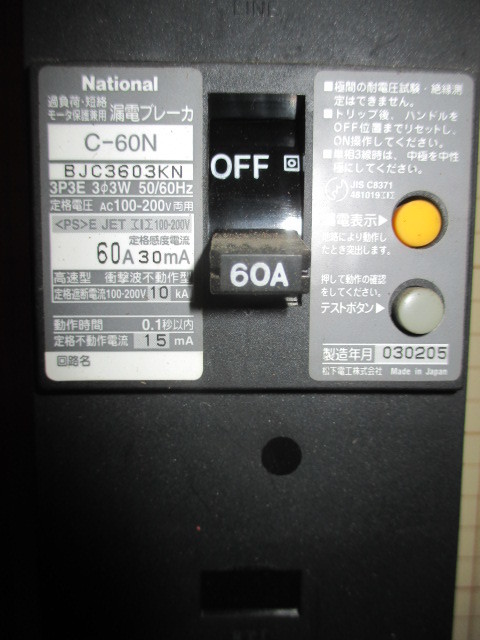 LINE
National
過負荷・短絡
モータ保護兼用 漏電ブレーカ
C-60N
BJC3603KN
3P3E 3φ3W 50/60Hz
定格電圧 AC100-200V両用
<PS>E JET 100-200V
定格感度電流
60A 30mA
高速型 衝撃波不動作型
定格遮断電流100-200V 10 kA
動作時間 0.1秒以内
定格不動作電流 15 mA
回路名
OFF
60A
■極間の耐電圧試験・絶縁測
定はできません。
■トリップ後、ハンドルを
OFF位置までリセットし、
ON操作してください。
■単相3線時は、中極を中性
極にしてください。
JIS C8371
481019
漏電表示▶
地絡により動作し
たとき突出します。
押して動作の確認
をしてください。
テストボタン▶
製造年月 030205
松下電工株式会社 Made in Japan